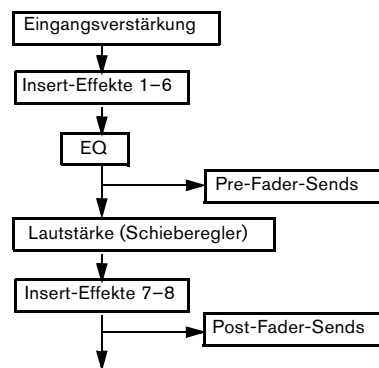 Eingangsverstärkung
Insert-Effekte 1–6
EQ
Pre-Fader-Sends
Lautstärke (Schieberegler)
Insert-Effekte 7–8
Post-Fader-Sends